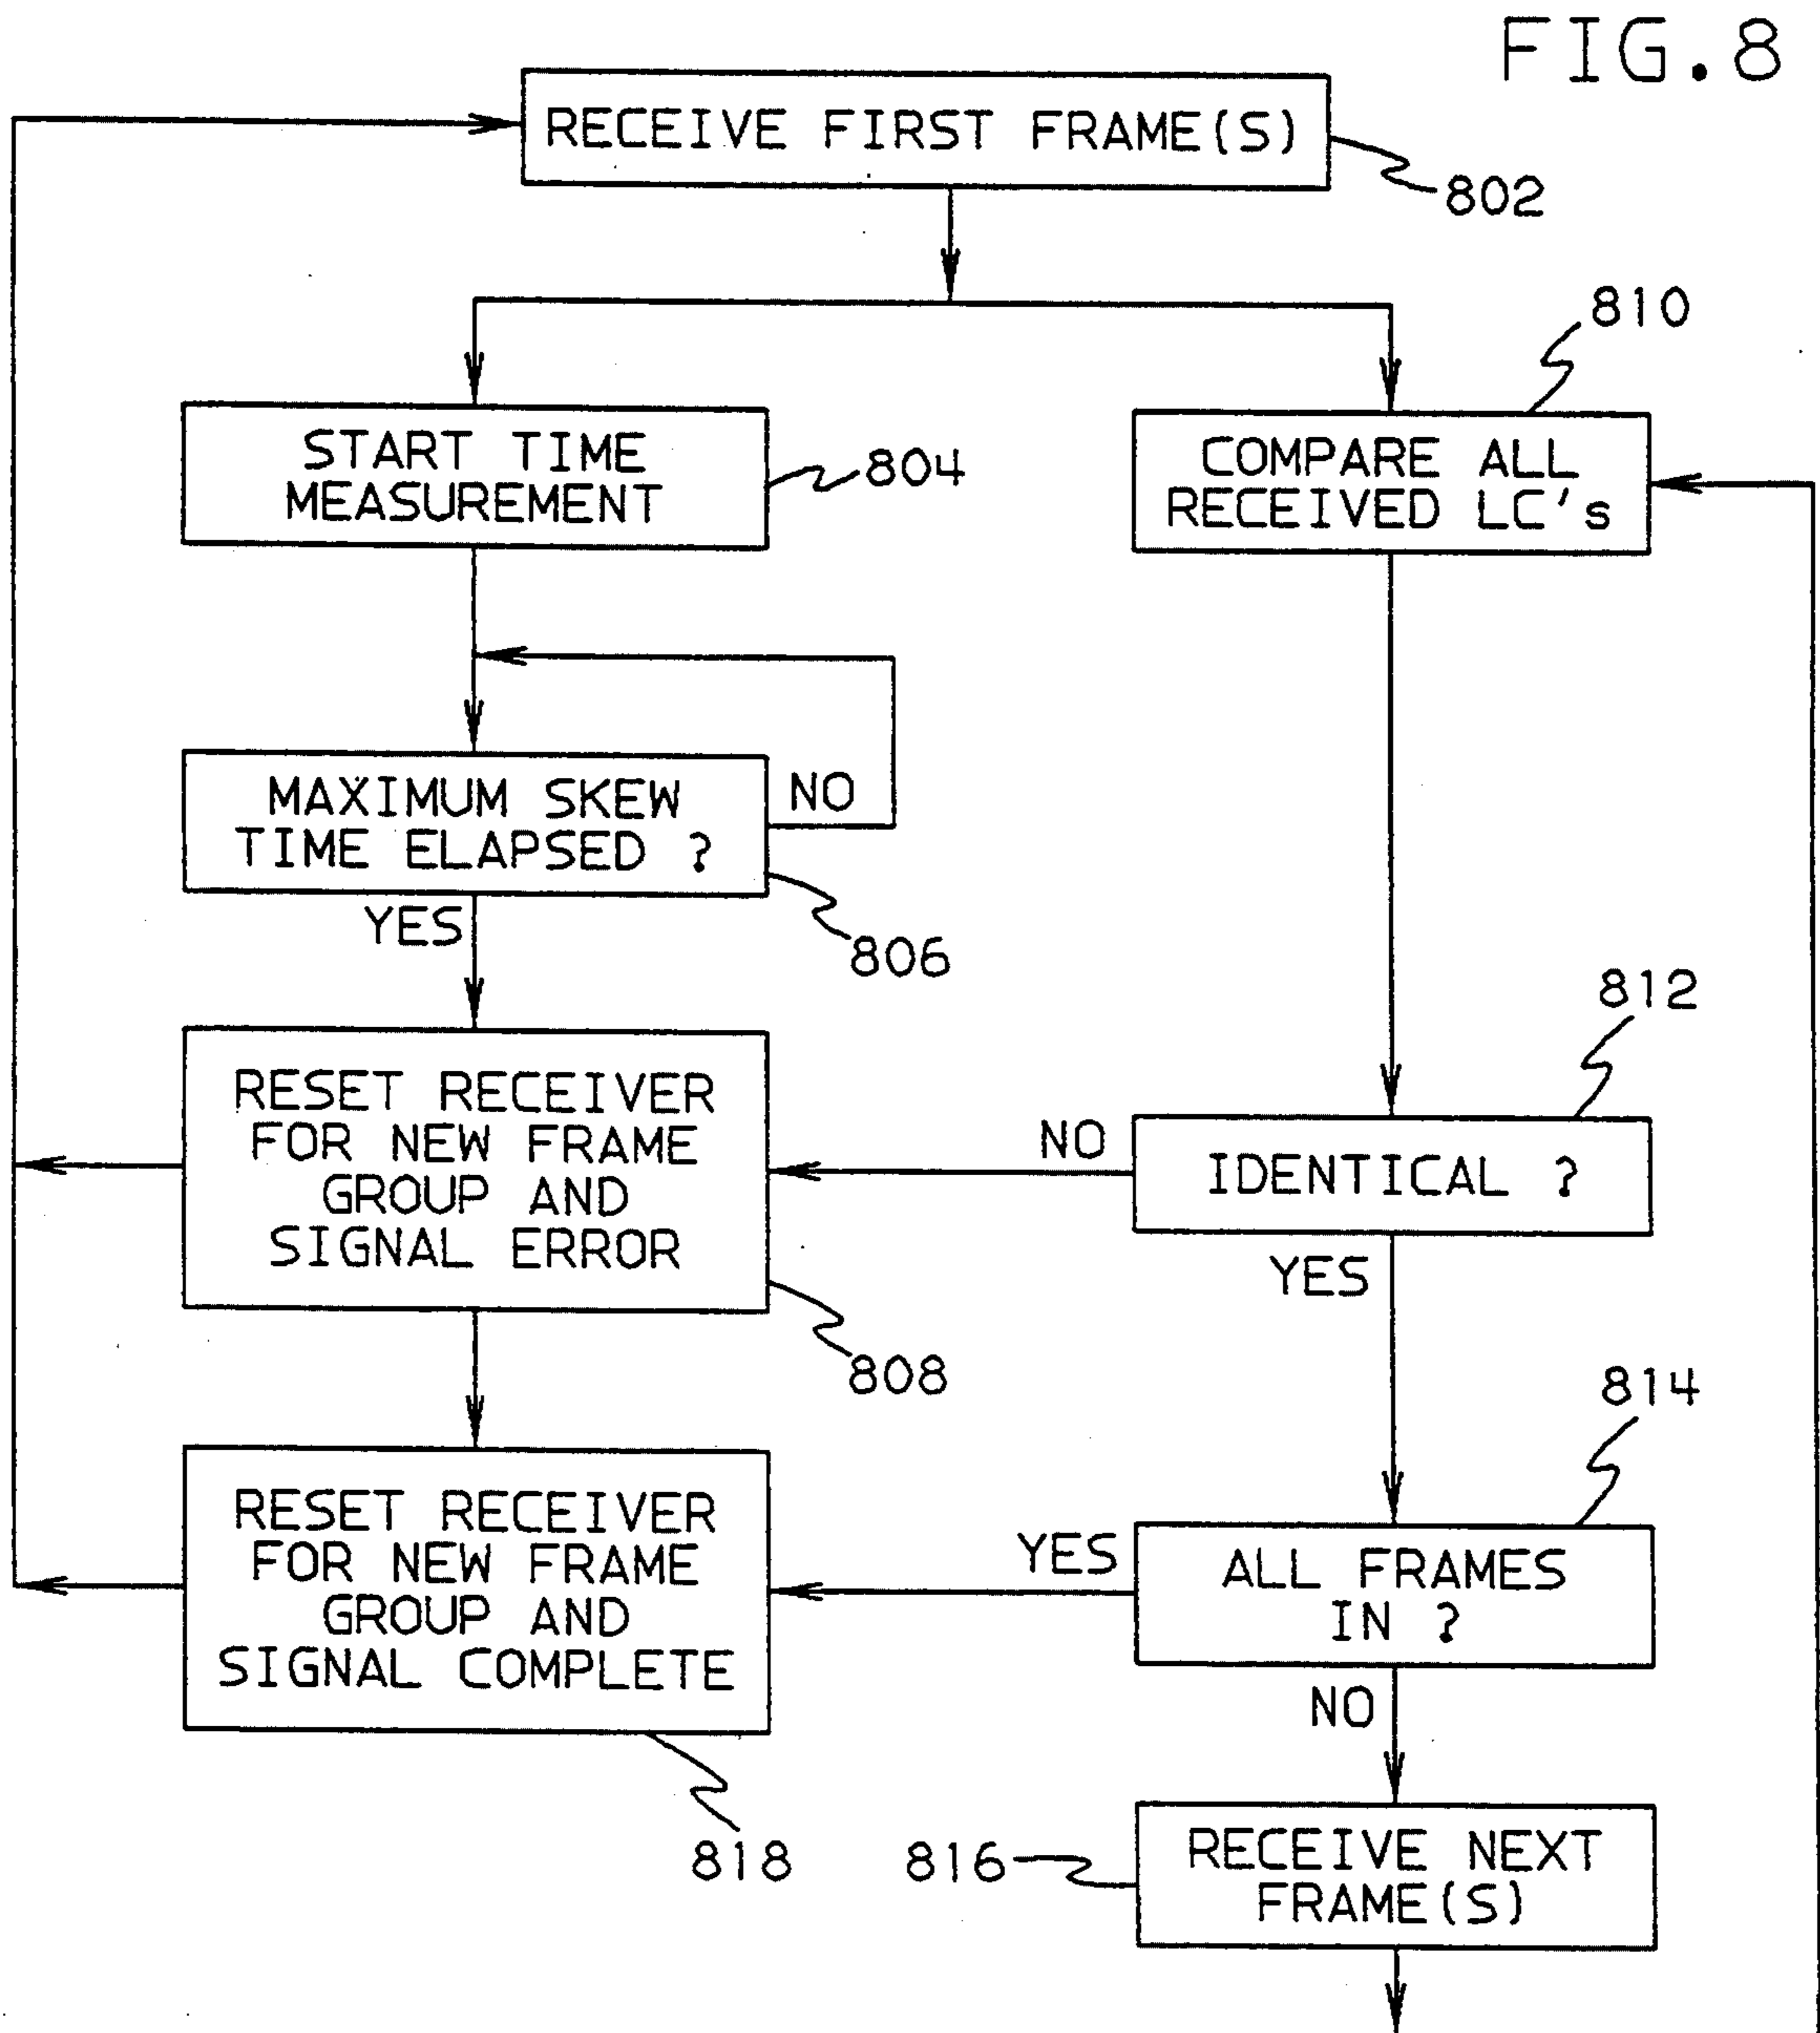 FIG.8
RECEIVE FIRST FRAME(S)
802
810
START TIME
MEASUREMENT
804
COMPARE ALL
RECEIVED LC's
MAXIMUM SKEW
TIME ELAPSED ?
NO
YES
806
812
RESET RECEIVER
FOR NEW FRAME
GROUP AND
SIGNAL ERROR
NO
IDENTICAL ?
YES
808
814
RESET RECEIVER
FOR NEW FRAME
GROUP AND
SIGNAL COMPLETE
YES
ALL FRAMES
IN ?
NO
818
816
RECEIVE NEXT
FRAME(S)